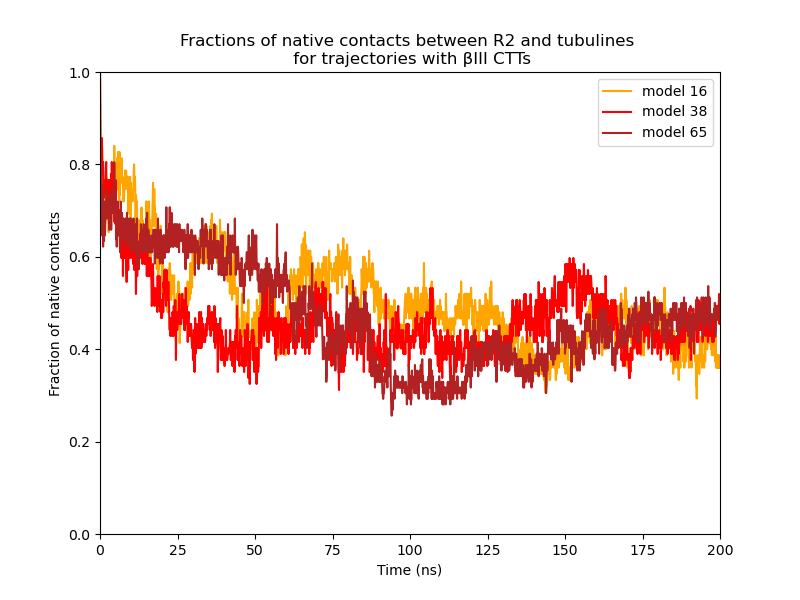 Fractions of native contacts between R2 and tubulines
for trajectories with βIII CTTs
model 16
model 38
model 65
Fraction of native contacts
1.0
0.8
0.6
0.4
0.2
0.0
0
25
50
75
100
125
150
175
200
Time (ns)